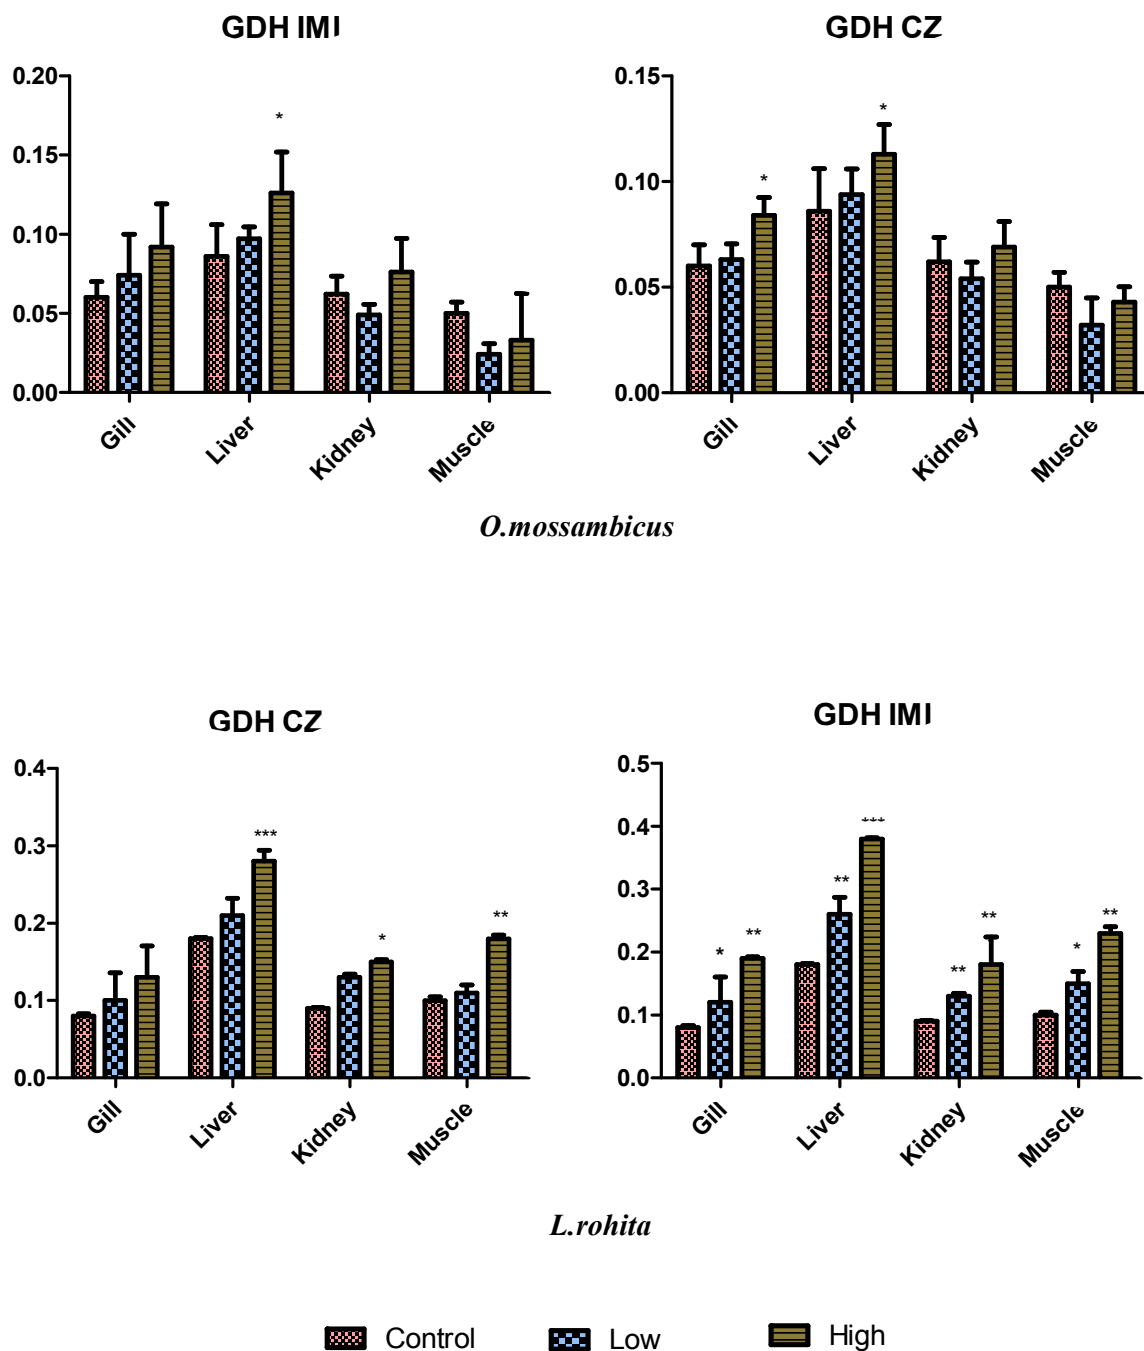 GDH IMI
GDH CZ
0.20
0.15
0.10
0.05
0.00
*
Gill
Liver
Kidney
Muscle
0.15
0.10
0.05
0.00
*
*
Gill
Liver
Kidney
Muscle
O.mossambicus
GDH CZ
GDH IMI
0.4
0.3
0.2
0.1
0.0
***
*
**
Gill
Liver
Kidney
Muscle
0.5
0.4
0.3
0.2
0.1
0.0
*
**
**
***
**
**
*
**
Gill
Liver
Kidney
Muscle
L.rohita
Control
Low
High